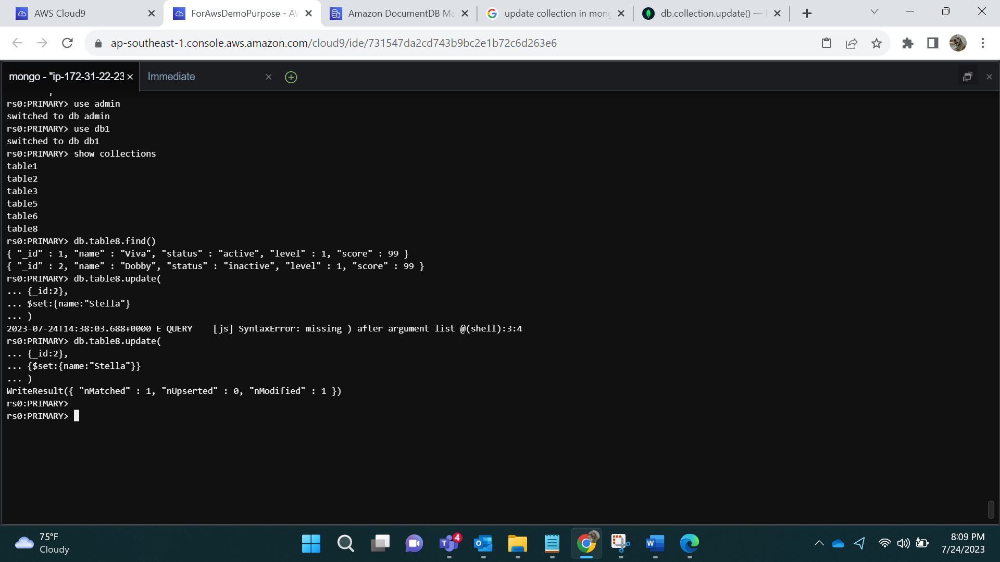 AWS Cloud9
ForAwsDemoPurpose - AW
Amazon DocumentDB Ma
update collection in mong
db.collection.update() —
ap-southeast-1.console.aws.amazon.com/cloud9/ide/731547da2cd743b9bc2e1b72c6d263e6
mongo - "ip-172-31-22-23
Immediate
rs0:PRIMARY> use admin
switched to db admin
rs0:PRIMARY> use db1
switched to db db1
rs0:PRIMARY> show collections
table1
table2
table3
table5
table6
table8
rs0:PRIMARY> db.table8.find()
{ "_id" : 1, "name" : "Viva", "status" : "active", "level" : 1, "score" : 99 }
{ "_id" : 2, "name" : "Dobby", "status" : "inactive", "level" : 1, "score" : 99 }
rs0:PRIMARY> db.table8.update(
... {_id:2},
... $set:{name:"Stella"}
... )
2023-07-24T14:38:03.688+0000 E QUERY    [js] SyntaxError: missing ) after argument list @(shell):3:4
rs0:PRIMARY> db.table8.update(
... {_id:2},
... {$set:{name:"Stella"}}
... )
WriteResult({ "nMatched" : 1, "nUpserted" : 0, "nModified" : 1 })
rs0:PRIMARY>
rs0:PRIMARY>
75°F
Cloudy
4
8:09 PM
7/24/2023